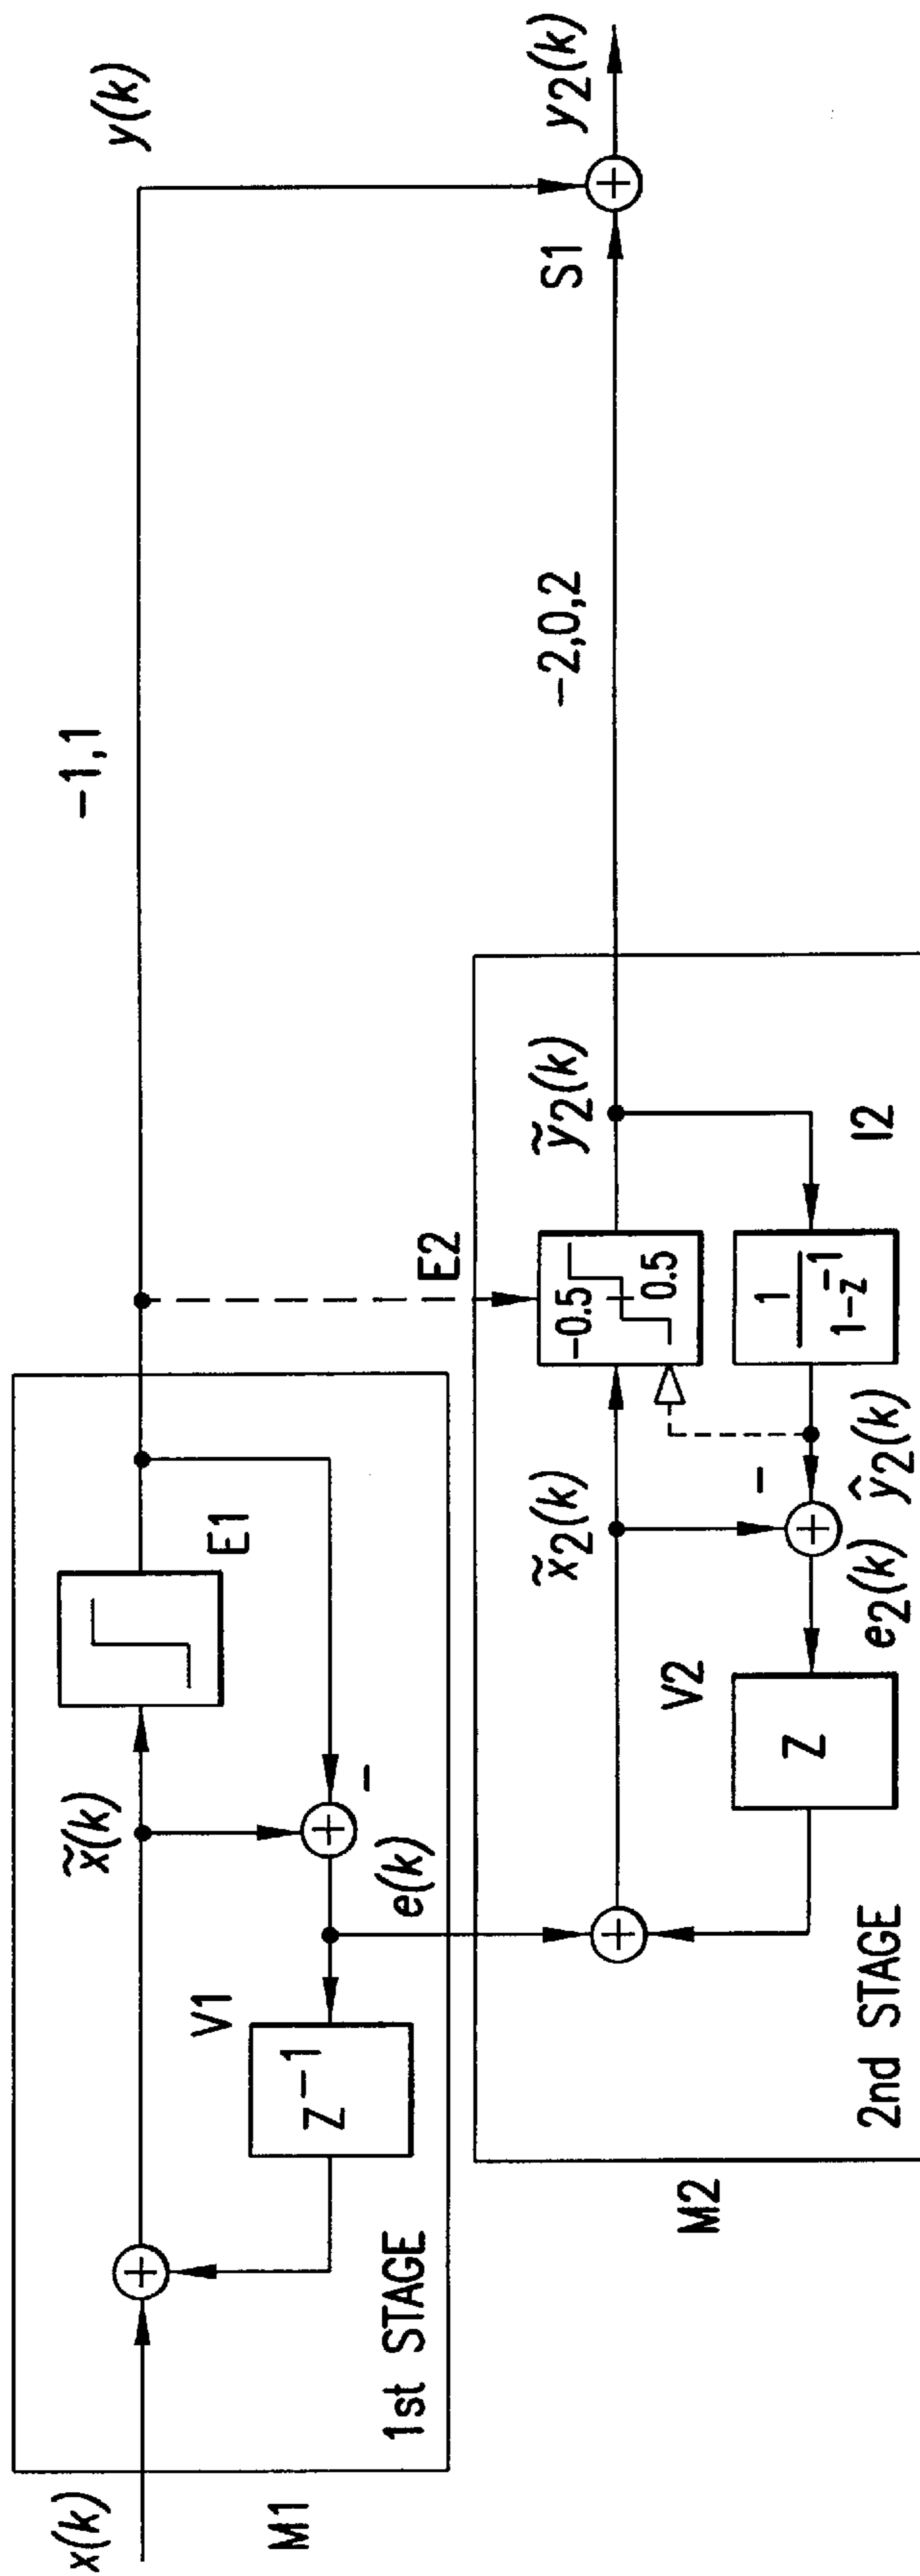 x(k)
M1
1st STAGE
+
x̃(k)
V1
z⁻¹
e(k)
+
−
E1
−1,1
y(k)
M2
2nd STAGE
+
V2
z
x̃₂(k)
e₂(k)
+
−
ŷ₂(k)
E2
−0.5
0.5
1
1−z⁻¹
I2
ỹ₂(k)
−2,0,2
S1
+
y₂(k)